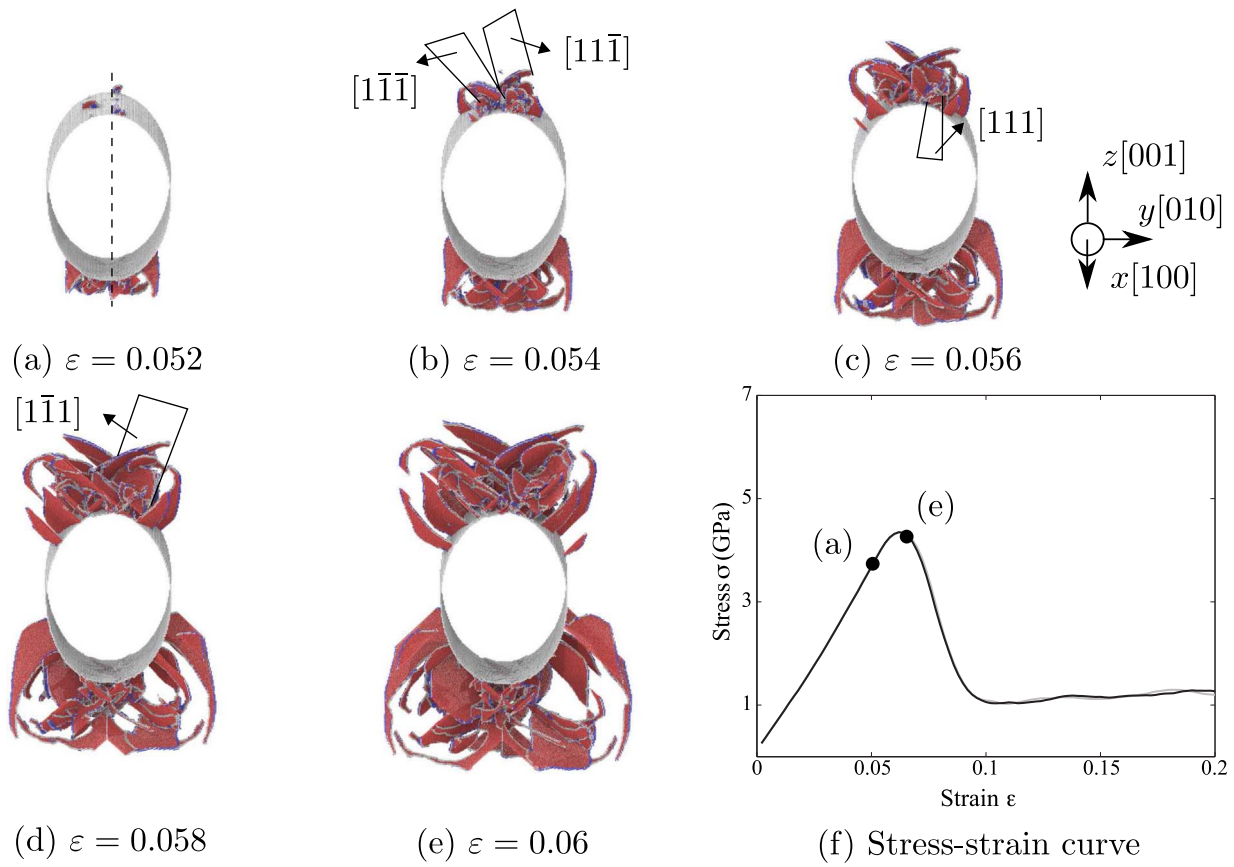 [111̄]
[11̄1̄]
[111]
z[001]
y[010]
x[100]
(a) ε = 0.052
(b) ε = 0.054
(c) ε = 0.056
[11̄1]
7
5
3
1
Stress σ (GPa)
(a)
(e)
0
0.05
0.1
0.15
0.2
Strain ε
(d) ε = 0.058
(e) ε = 0.06
(f) Stress-strain curve